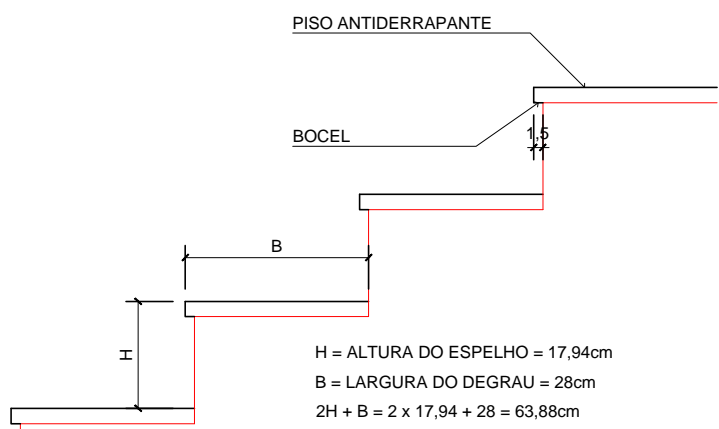 PISO ANTIDERRAPANTE
BOCEL
1,5
B
H
H = ALTURA DO ESPELHO = 17,94cm
B = LARGURA DO DEGRAU = 28cm
2H + B = 2 x 17,94 + 28 = 63,88cm